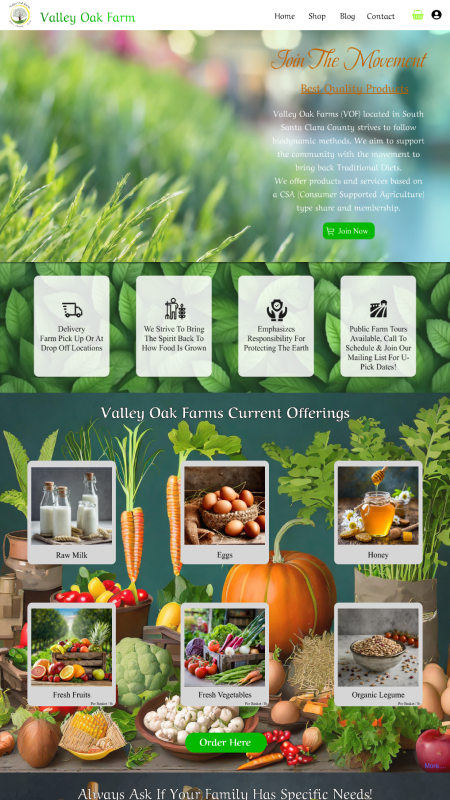 Valley Oak Farm
Home Shop Blog Contact
Join The Movement
Best Quality Products
Valley Oak Farms (VOF) located in South
Santa Clara County strives to follow
biodynamic methods. We aim to support
the community with the movement to
bring back Traditional Diets.
We offer products and services based on
a CSA (Consumer Supported Agriculture)
type share and membership.
Join Now
Delivery
Farm Pick Up Or At
Drop Off Locations
We Strive To Bring
The Spirit Back To
How Food Is Grown
Emphasizes
Responsibility For
Protecting The Earth
Public Farm Tours
Available, Call To
Schedule & Join Our
Mailing List For U-
Pick Dates!
Valley Oak Farms Current Offerings
Raw Milk
Eggs
Honey
Fresh Fruits
Fresh Vegetables
Organic Legume
Order Here
More...
Always Ask If Your Family Has Specific Needs!